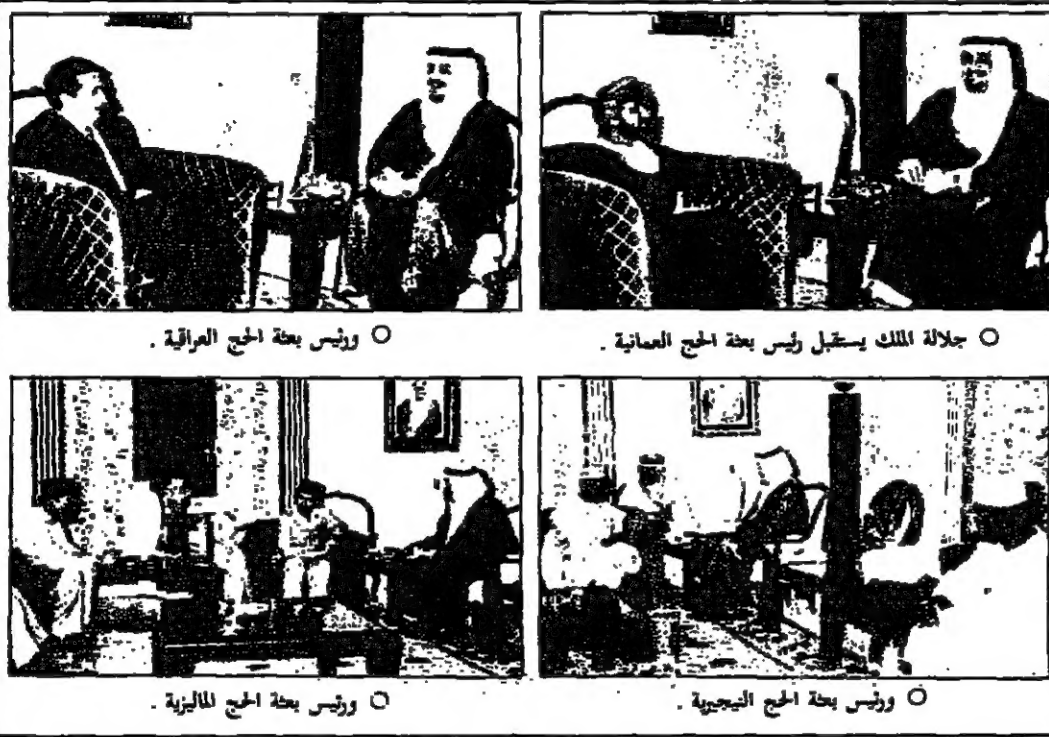 ○ جلالة الملك يستقبل رئيس بعثة الحج العمانية .
○ ورئيس بعثة الحج العراقية .
○ ورئيس بعثة الحج النيجيرية .
○ ورئيس بعثة الحج الماليزية .